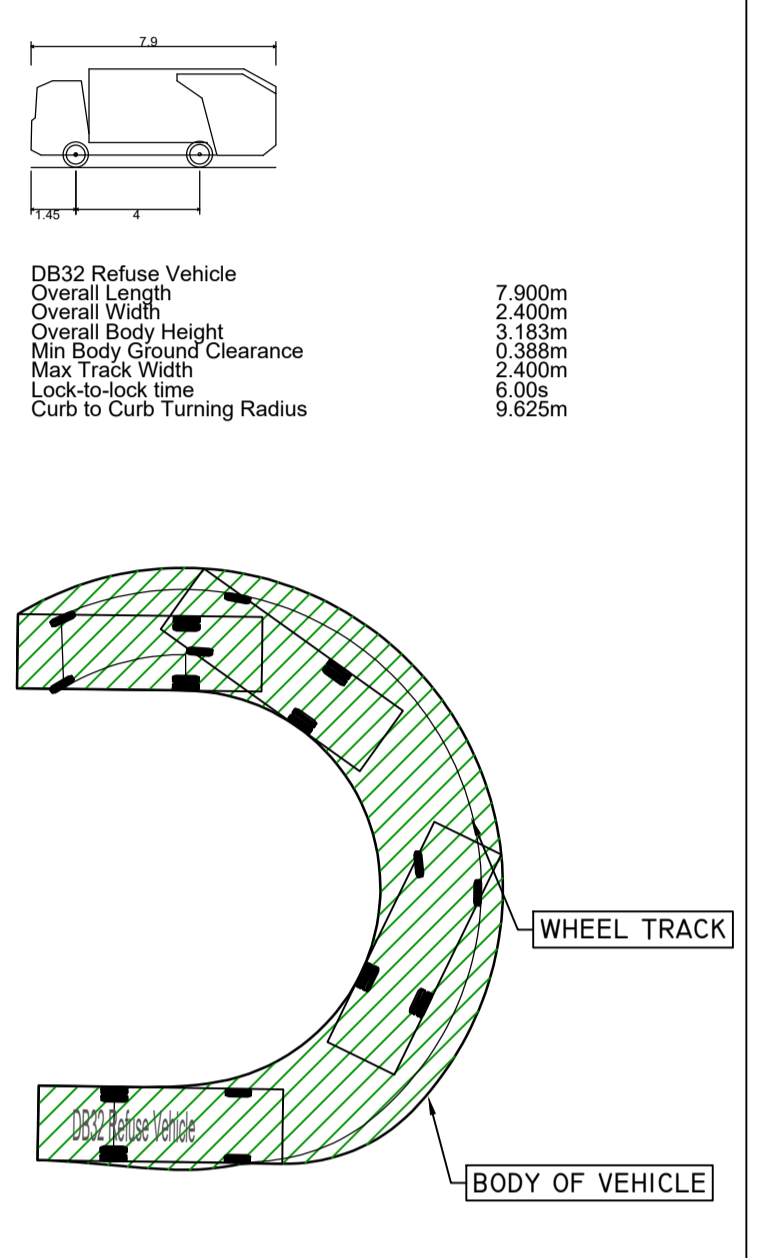 7.9
1.45
4
DB32 Refuse Vehicle
Overall Length 7.900m
Overall Width 2.400m
Overall Body Height 3.183m
Min Body Ground Clearance 0.388m
Max Track Width 2.400m
Lock-to-lock time 6.00s
Curb to Curb Turning Radius 9.625m
WHEEL TRACK
DB32 Refuse Vehicle
BODY OF VEHICLE